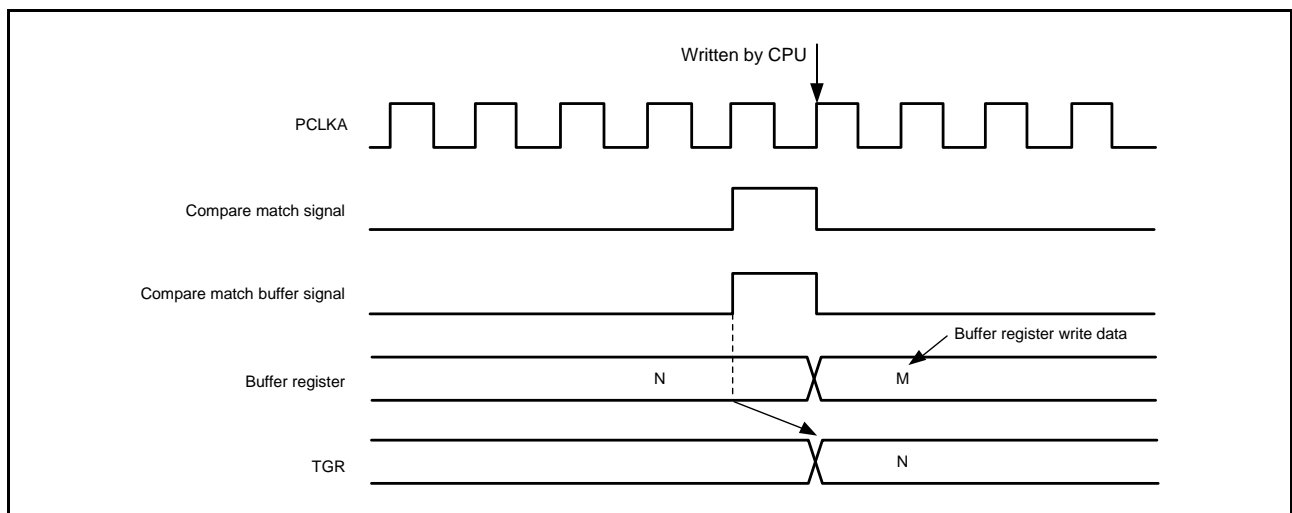 Written by CPU
PCLKA
Compare match signal
Compare match buffer signal
Buffer register write data
Buffer register
N
M
TGR
N